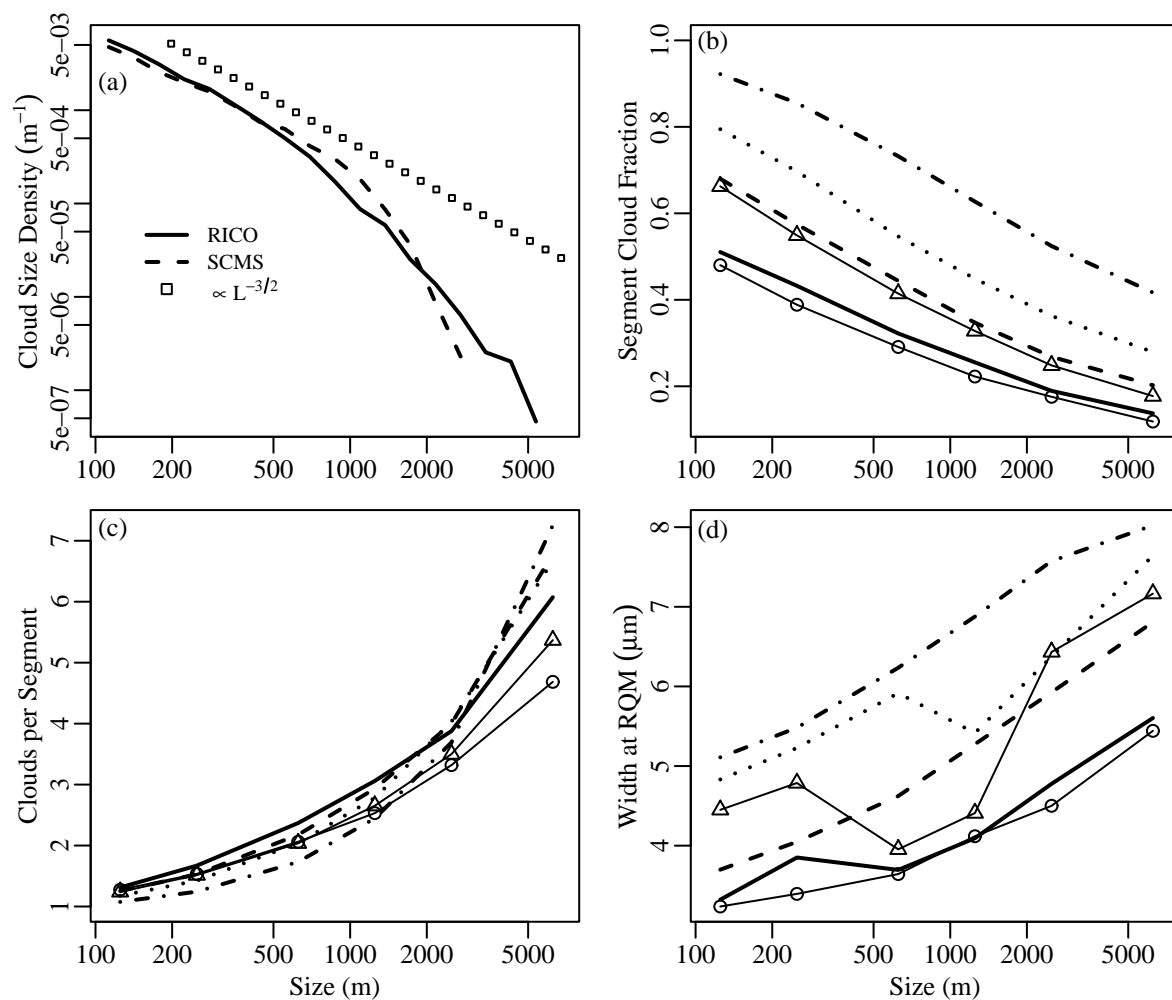 (a)
Cloud Size Density (m⁻¹)
5e−03
5e−04
5e−05
5e−06
5e−07
RICO
SCMS
∝ L⁻³/²
100 200 500 1000 2000 5000
(b)
Segment Cloud Fraction
1.0
0.8
0.6
0.4
0.2
100 200 500 1000 2000 5000
(c)
Clouds per Segment
7
6
5
4
3
2
1
100 200 500 1000 2000 5000
Size (m)
(d)
Width at RQM (μm)
8
7
6
5
4
100 200 500 1000 2000 5000
Size (m)